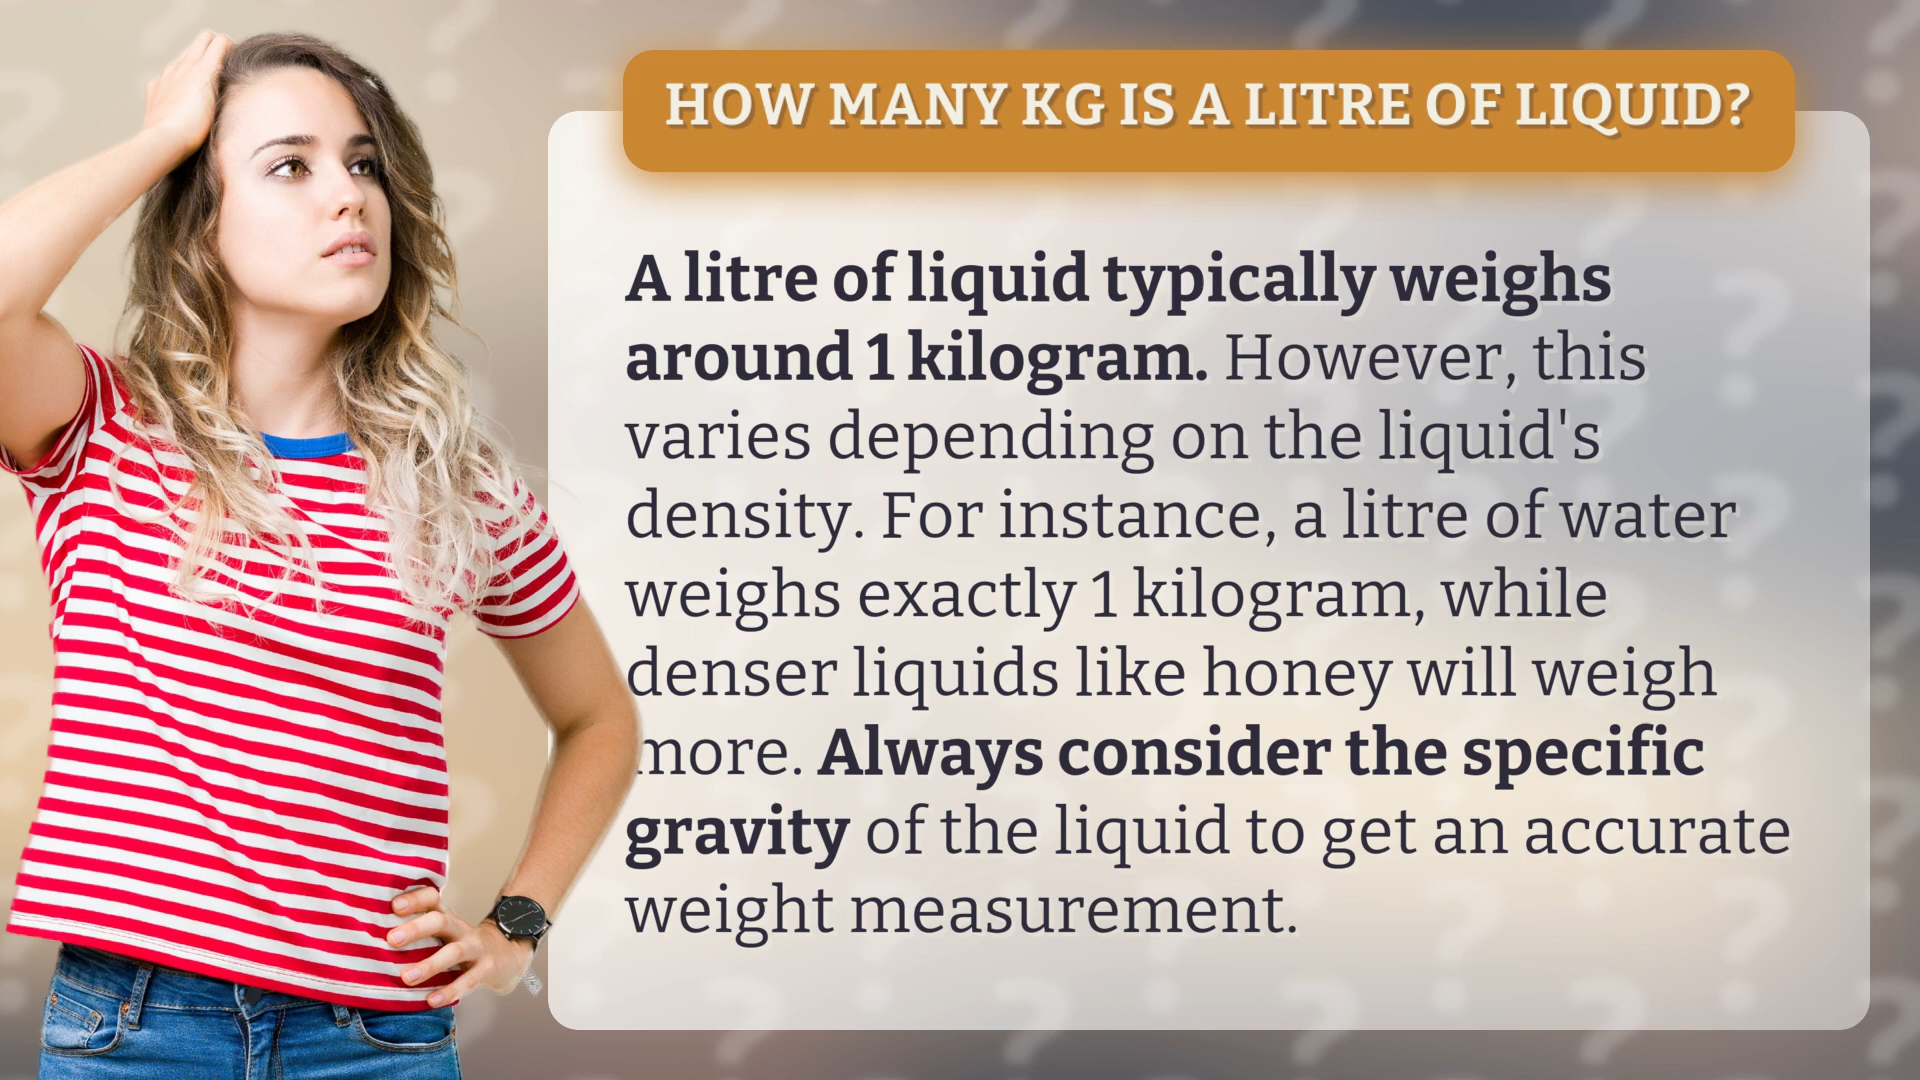 HOW MANY KG IS A LITRE OF LIQUID?
A litre of liquid typically weighs
around 1 kilogram. However, this
varies depending on the liquid's
density. For instance, a litre of water
weighs exactly 1 kilogram, while
denser liquids like honey will weigh
more. Always consider the specific
gravity of the liquid to get an accurate
weight measurement.